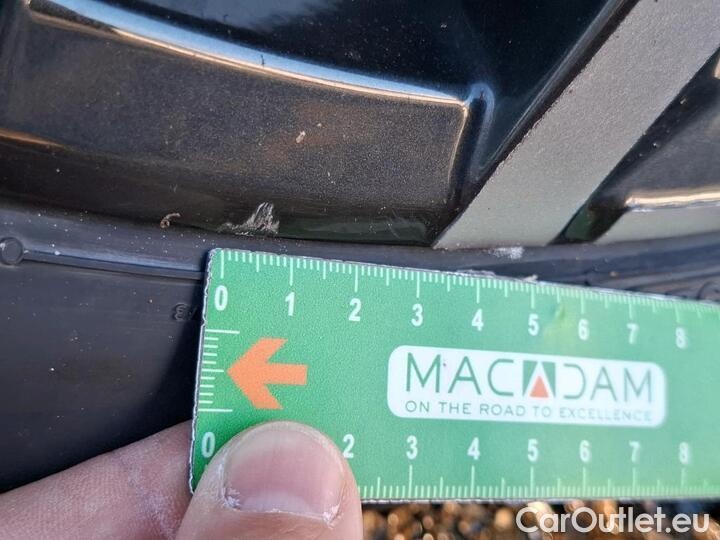 0 1 2 3 4 5 6 7 8
MACADAM
ON THE ROAD TO EXCELLENCE
0 2 3 4 5 6 7 8
CarOutlet.eu